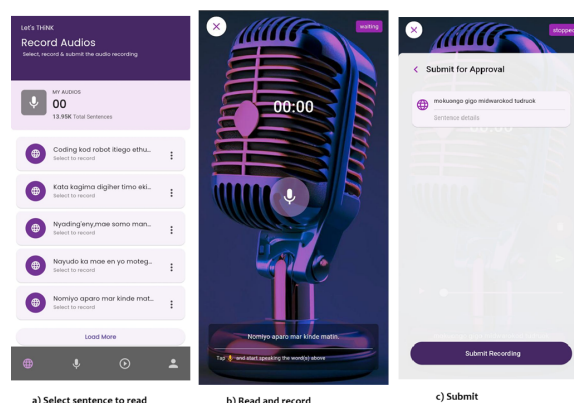 Let's THiNK
Record Audios
Select, record & submit the audio recording
MY AUDIOS
00
13.95K Total Sentences
Coding kod robot itiego ethu...
Select to record
Kata kagima digiher timo eki...
Select to record
Nyading'eny,mae somo man...
Select to record
Nayudo ka mae en yo moteg...
Select to record
Nomiyo aparo mar kinde mat...
Select to record
Load More
a) Select sentence to read
waiting
00:00
Nomiyo aparo mar kinde matin.
Tap and start speaking the word(s) above
b) Read and record
stopped
Submit for Approval
mokuongo gigo midwarokod tudruok
Sentence details
00:00
Submit Recording
c) Submit